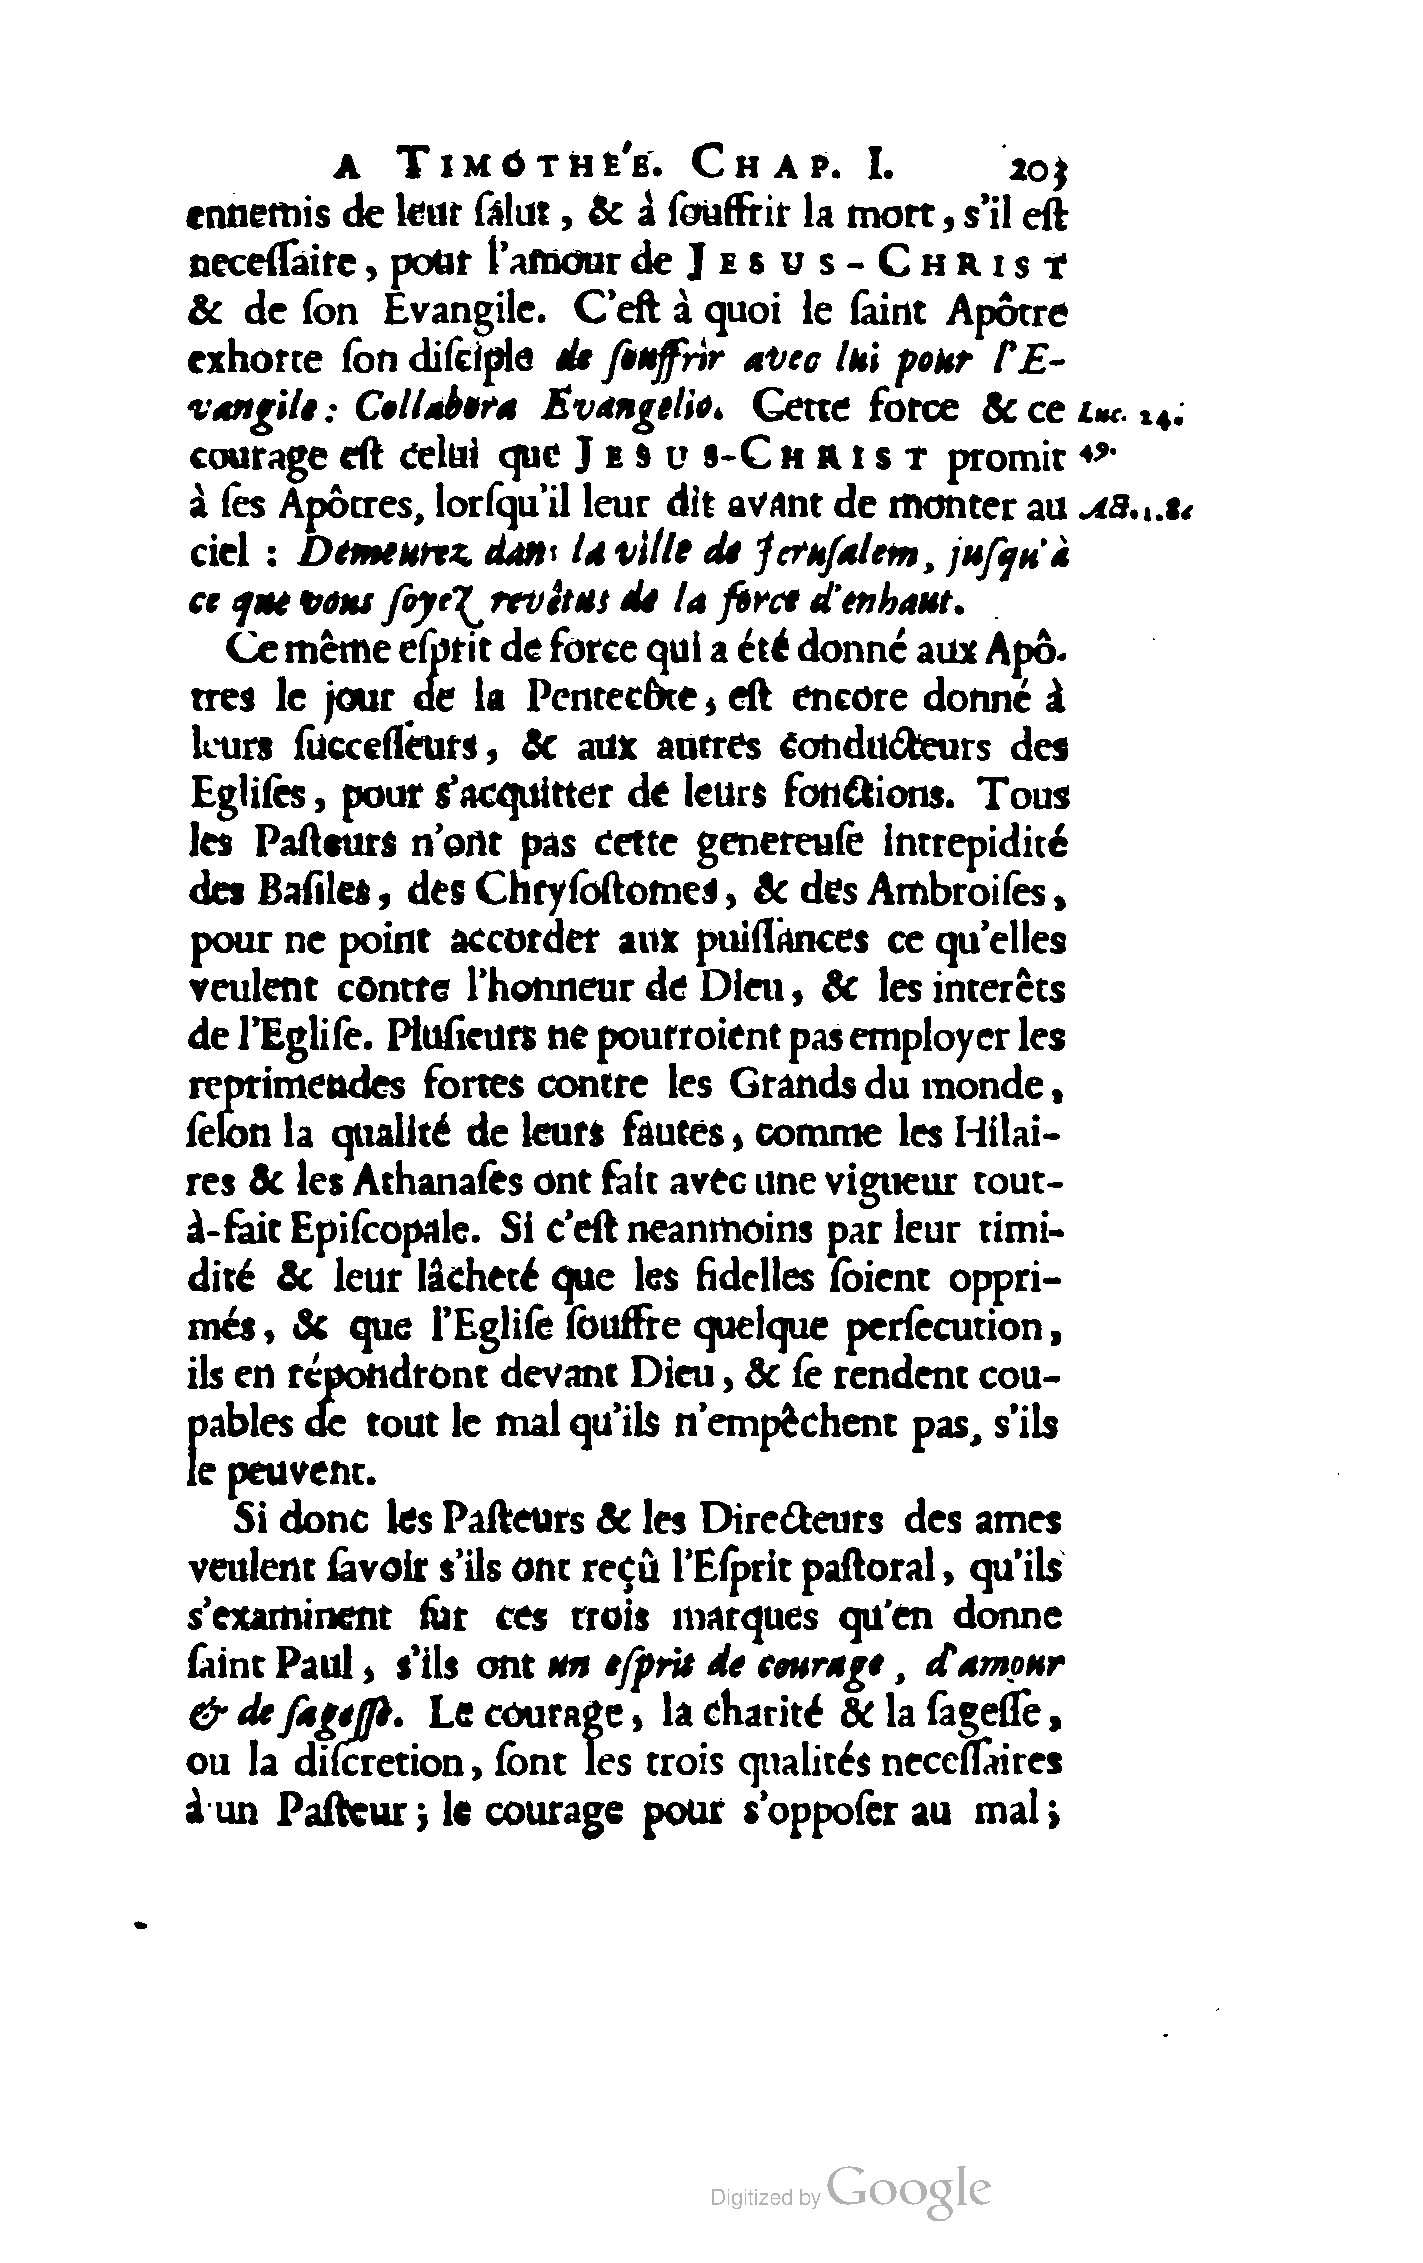 A TIMOTHE'E. CHAP. I. 203
ennemis de leur ſalut, & à ſouffrir la mort, s'il eſt
neceſſaire, pour l'amour de JESUS-CHRIST
& de ſon Evangile. C'eſt à quoi le ſaint Apôtre
exhorte ſon diſciple de ſouffrir avec lui pour l'E-
vangile: Collabora Evangelio. Cette force & ce Luc. 24.
courage eſt celui que JESUS-CHRIST promit 49.
à ſes Apôtres, lorſqu'il leur dit avant de monter au Act. 1. 8.
ciel : Demeurez dans la ville de Jeruſalem, juſqu'à
ce que vous ſoyez revêtus de la force d'enhaut.
Ce même eſprit de force qui a été donné aux Apô-
tres le jour de la Pentecôte, eſt encore donné à
leurs ſucceſſeurs, & aux autres conducteurs des
Egliſes, pour s'acquitter de leurs fonctions. Tous
les Paſteurs n'ont pas cette genereuſe intrepidité
des Baſiles, des Chryſoſtomes, & des Ambroiſes,
pour ne point accorder aux puiſſances ce qu'elles
veulent contre l'honneur de Dieu, & les interêts
de l'Egliſe. Pluſieurs ne pourroient pas employer les
reprimendes fortes contre les Grands du monde,
ſelon la qualité de leurs fautes, comme les Hilai-
res & les Athanaſes ont fait avec une vigueur tout-
à-fait Epiſcopale. Si c'eſt neanmoins par leur timi-
dité & leur lâcheté que les fidelles ſoient oppri-
més, & que l'Egliſe ſouffre quelque perſecution,
ils en répondront devant Dieu, & ſe rendent cou-
pables de tout le mal qu'ils n'empêchent pas, s'ils
le peuvent.
Si donc les Paſteurs & les Directeurs des ames
veulent ſavoir s'ils ont reçû l'Eſprit paſtoral, qu'ils
s'examinent ſur ces trois marques qu'en donne
ſaint Paul, s'ils ont un eſprit de courage, d'amour
& de ſageſſe. Le courage, la charité & la ſageſſe,
ou la diſcretion, ſont les trois qualités neceſſaires
à un Paſteur; le courage pour s'oppoſer au mal;
Digitized by Google